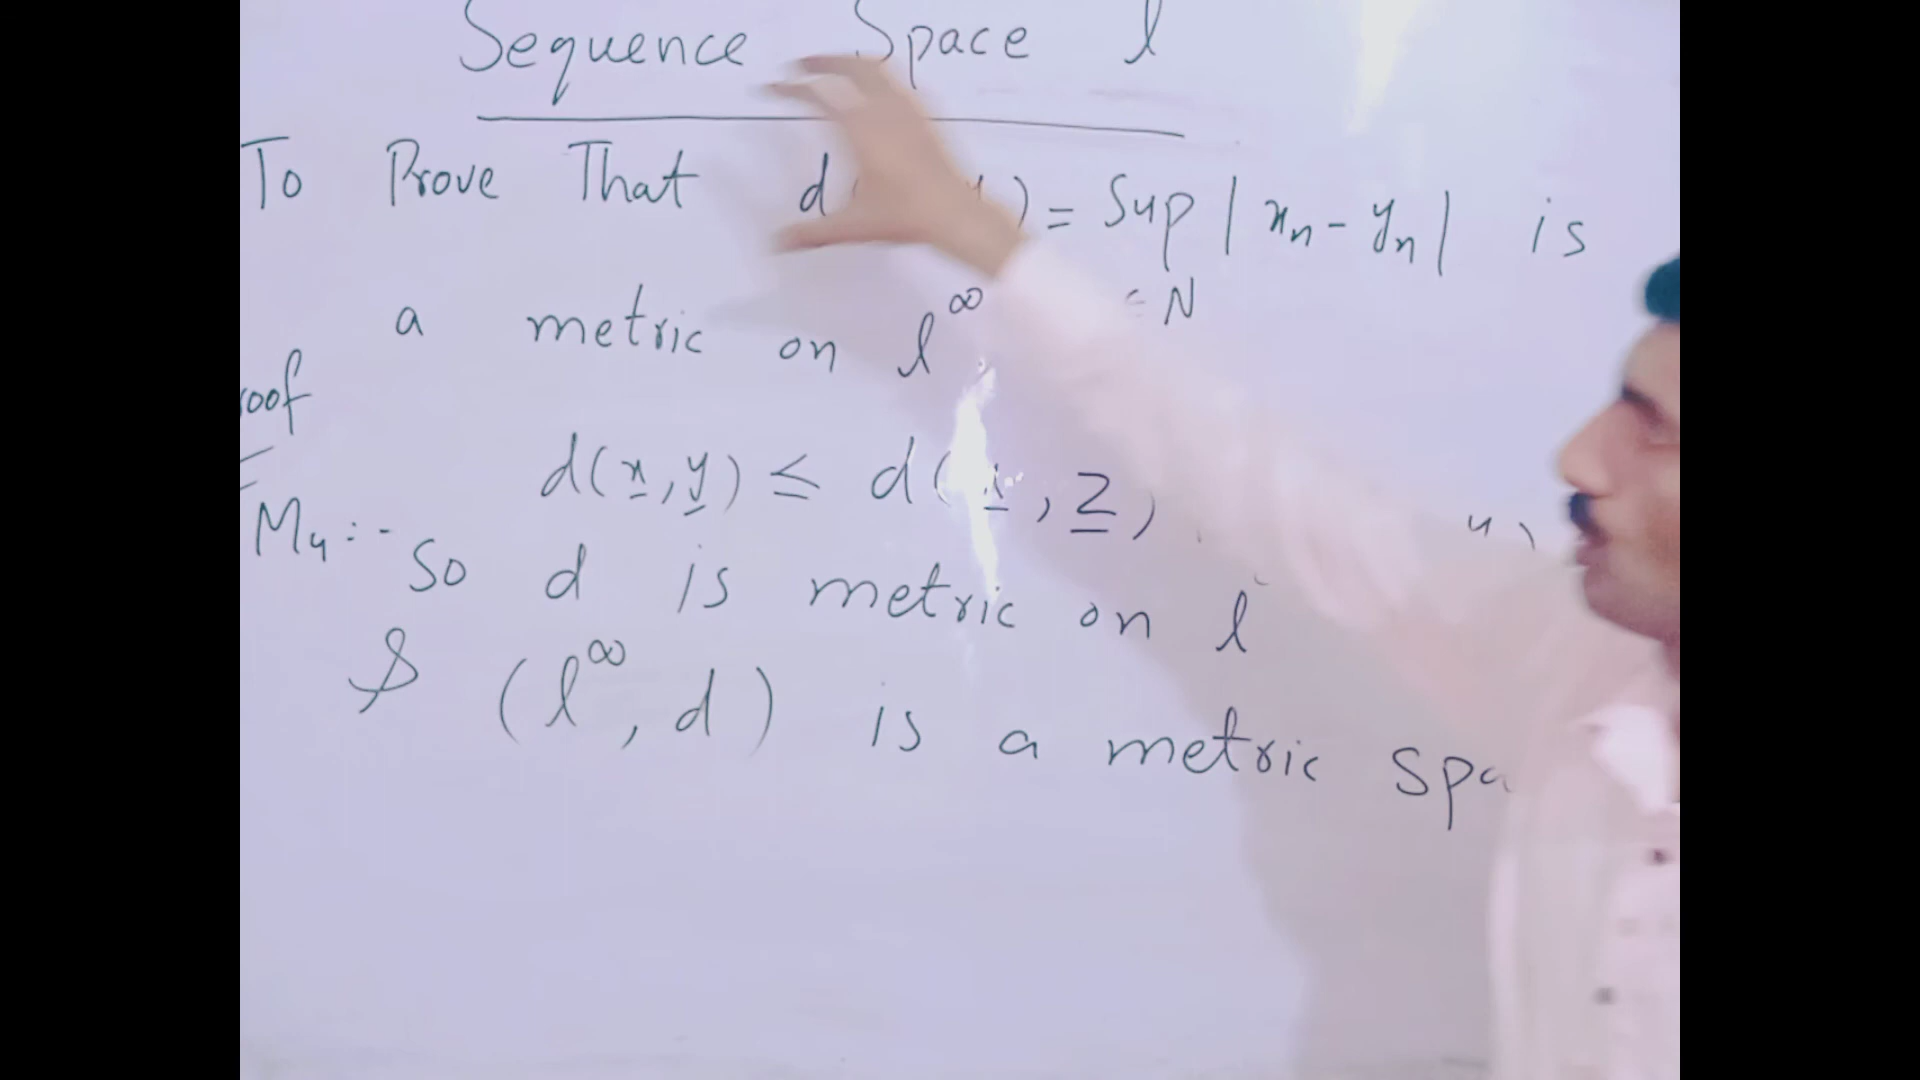 Sequence Space l
To Prove That d ) = Sup | xn - yn | is
∈ N
a metric on l^∞
roof
d(x, y) ≤ d( , z)
M4 :- So d is metric on l
& (l^∞, d) is a metric spa